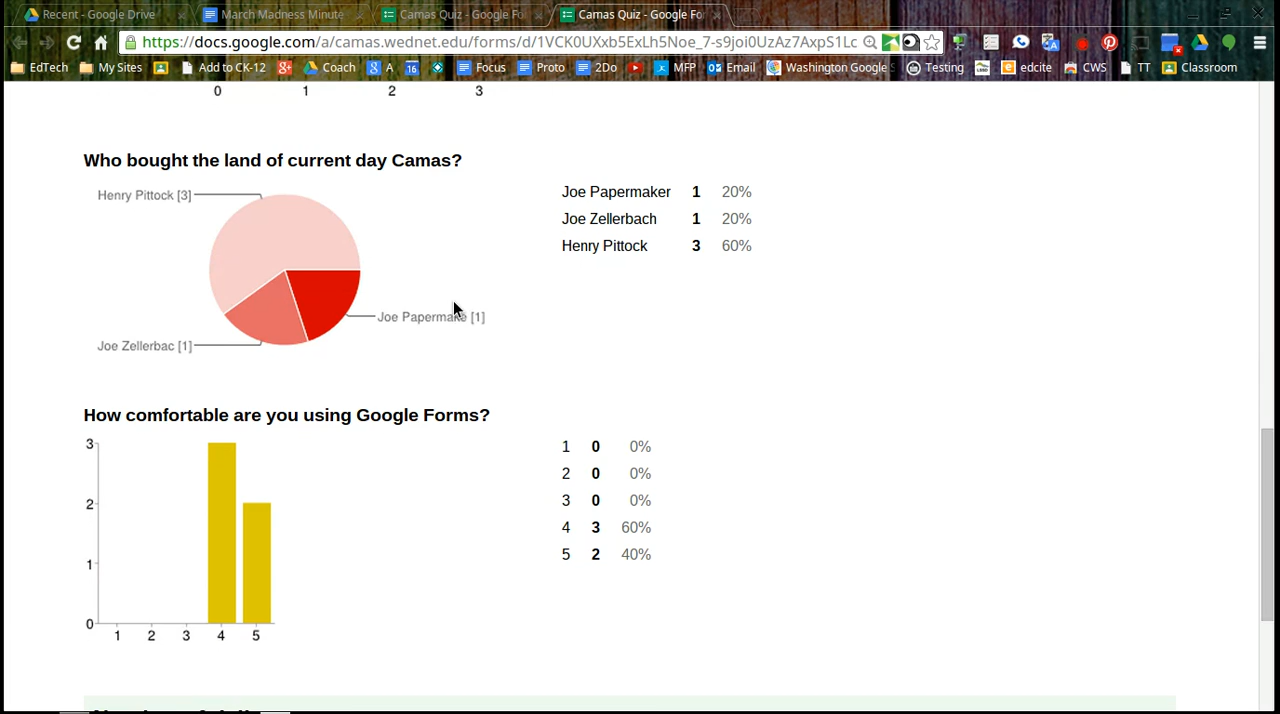 Recent - Google Drive
March Madness Minute
Camas Quiz - Google Fo
Camas Quiz - Google Fo
https://docs.google.com/a/camas.wednet.edu/forms/d/1VCK0UXxb5ExLh5Noe_7-s9joi0UzAz7AxpS1Lc
EdTech My Sites Add to CK-12 Coach A 16 Focus Proto 2Do MFP Email Washington Google Testing edcite CWS TT Classroom
0 1 2 3
Who bought the land of current day Camas?
Henry Pittock [3]
Joe Papermake [1]
Joe Zellerbac [1]
Joe Papermaker 1 20%
Joe Zellerbach 1 20%
Henry Pittock 3 60%
How comfortable are you using Google Forms?
3
2
1
0
1 2 3 4 5
1 0 0%
2 0 0%
3 0 0%
4 3 60%
5 2 40%